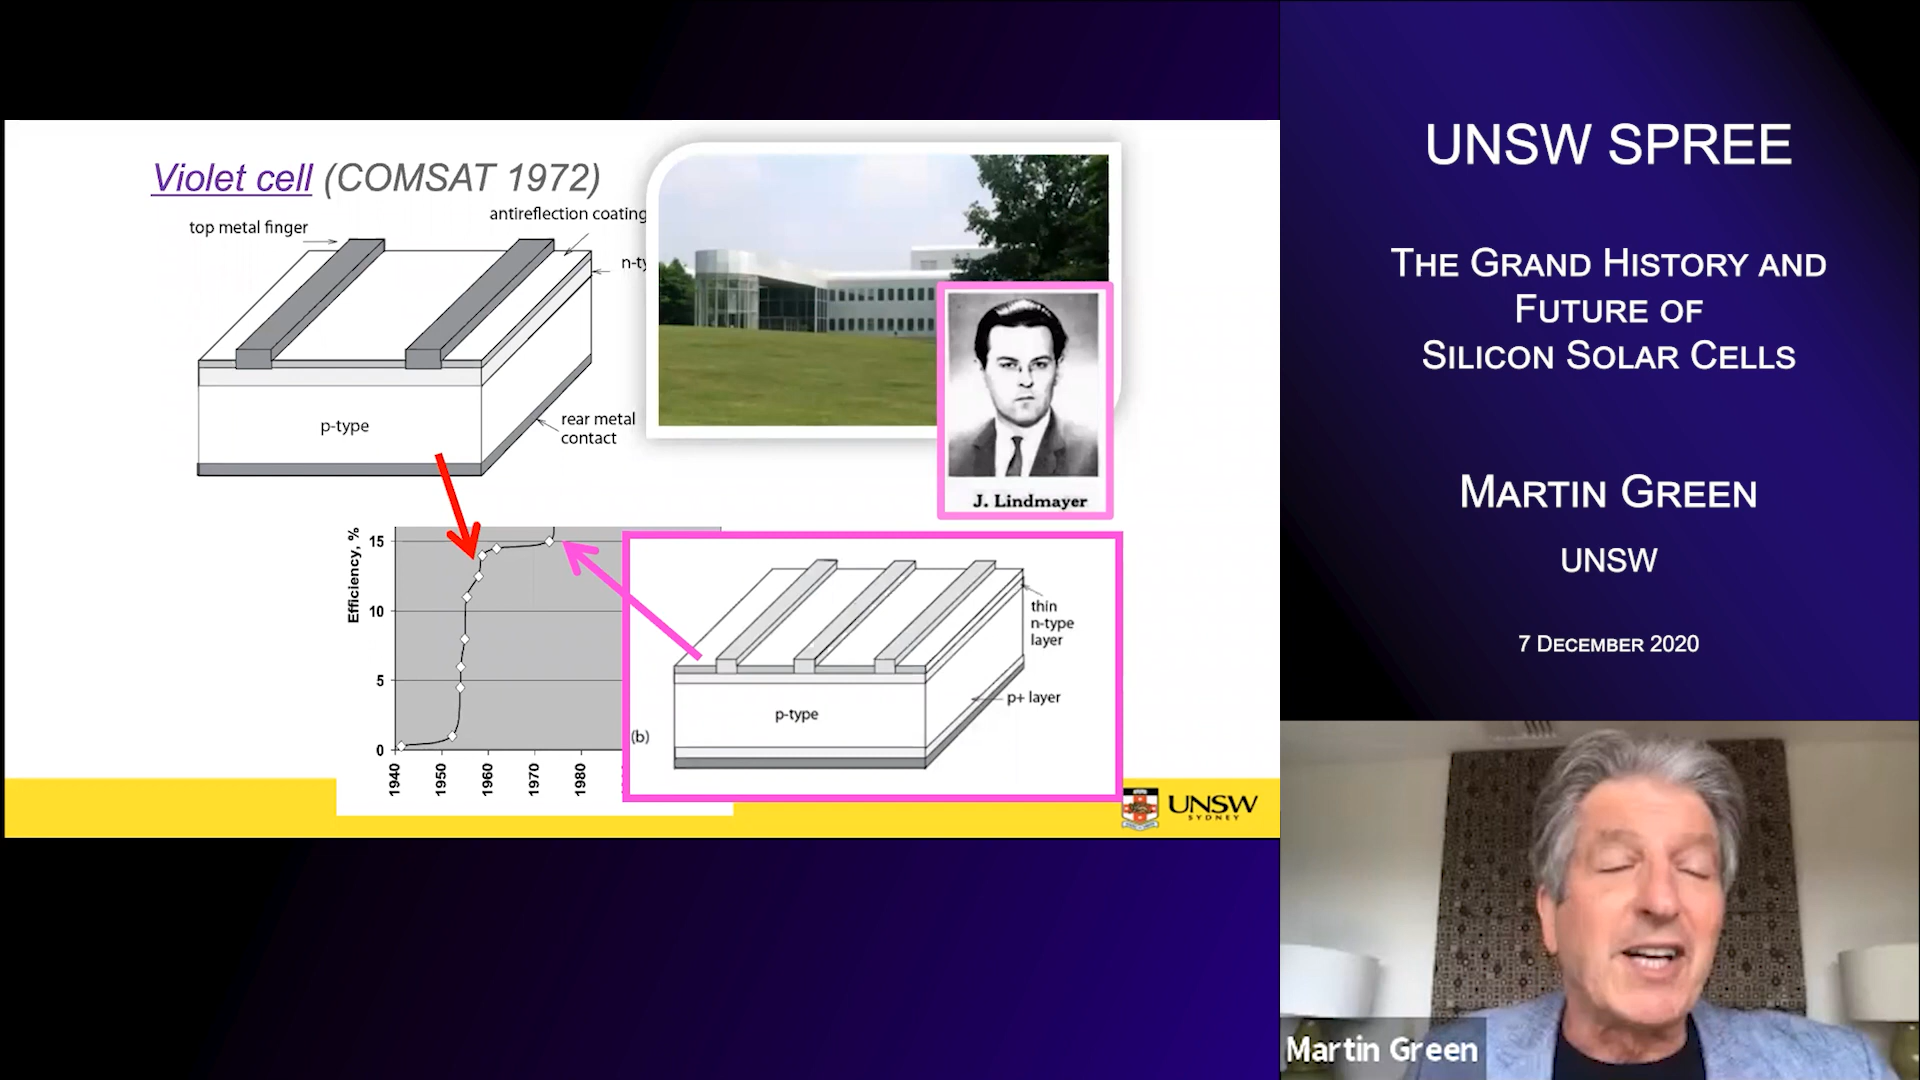 Violet cell (COMSAT 1972)
top metal finger
antireflection coating
n-ty
p-type
rear metal
contact
J. Lindmayer
Efficiency, %
15
10
5
0
1940
1950
1960
1970
1980
thin
n-type
layer
p+ layer
p-type
(b)
UNSW
SYDNEY
UNSW SPREE
THE GRAND HISTORY AND
FUTURE OF
SILICON SOLAR CELLS
MARTIN GREEN
UNSW
7 DECEMBER 2020
Martin Green